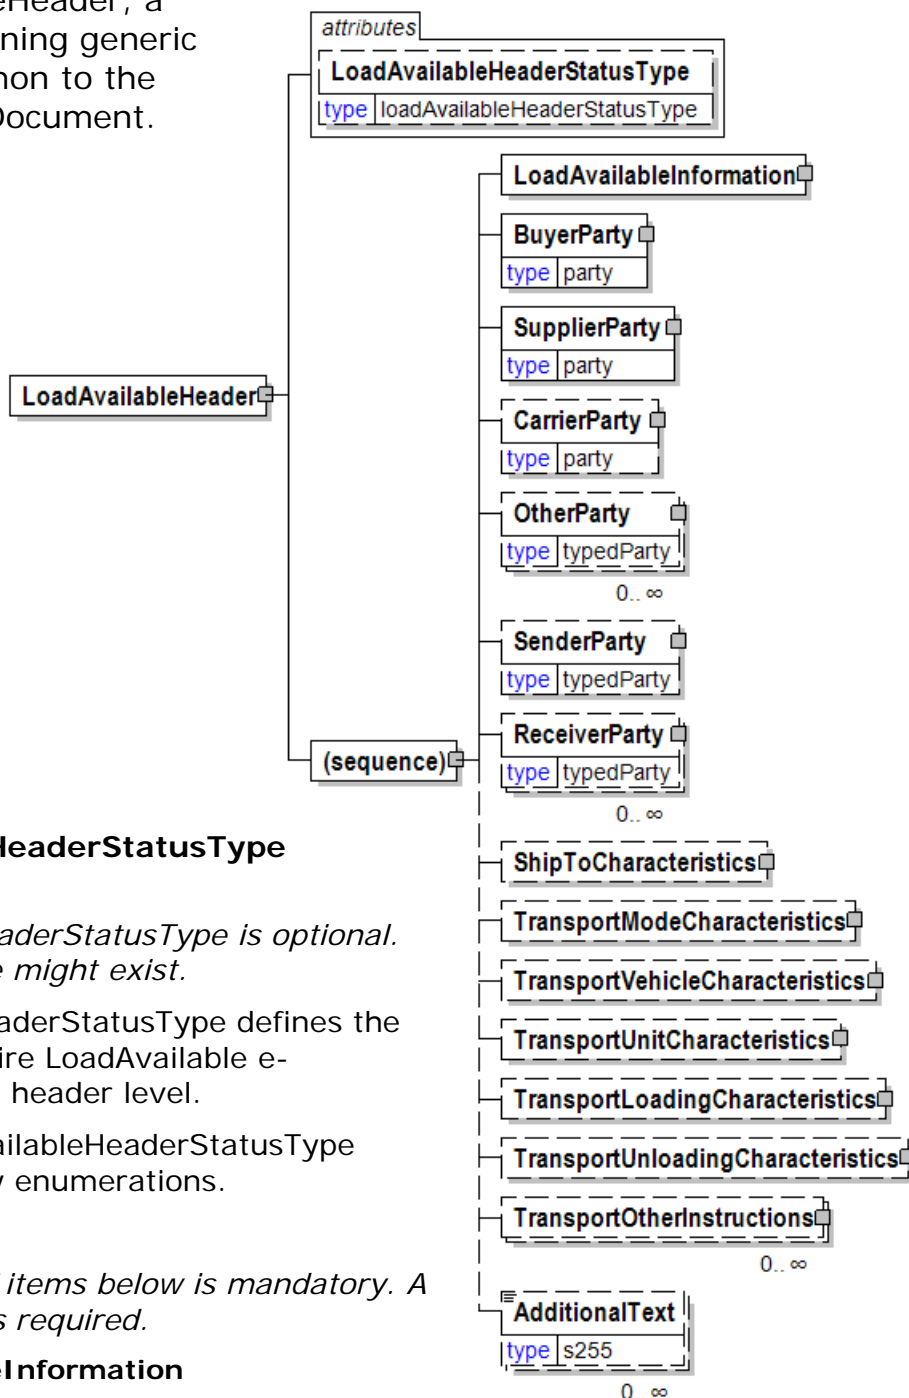 eHeader, a
ning generic
non to the
Document.
attributes
LoadAvailableHeaderStatusType
type loadAvailableHeaderStatusType
LoadAvailableInformation
BuyerParty
type party
SupplierParty
type party
LoadAvailableHeader
CarrierParty
type party
OtherParty
type typedParty
0..∞
SenderParty
type typedParty
ReceiverParty
type typedParty
0..∞
(sequence)
HeaderStatusType
ShipToCharacteristics
aderStatusType is optional.
e might exist.
TransportModeCharacteristics
TransportVehicleCharacteristics
aderStatusType defines the
ire LoadAvailable e-
header level.
TransportUnitCharacteristics
TransportLoadingCharacteristics
ailableHeaderStatusType
y enumerations.
TransportUnloadingCharacteristics
TransportOtherInstructions
0..∞
items below is mandatory. A
s required.
AdditionalText
type s255
0..∞
eInformation